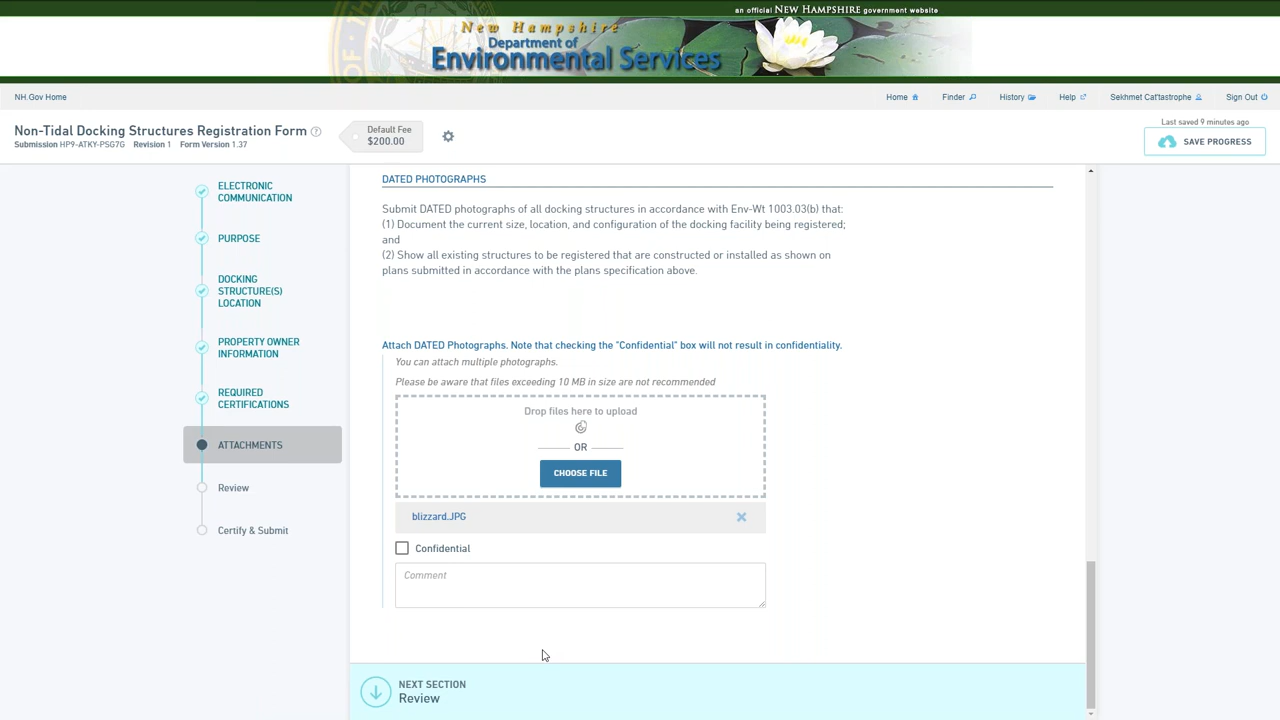 an official NEW HAMPSHIRE government website
New Hampshire
Department of
Environmental Services
NH.Gov Home
Home
Finder
History
Help
Sekhmet Cat'tastrophe
Sign Out
Non-Tidal Docking Structures Registration Form
Submission HP9-ATKY-PSG7G Revision 1 Form Version 1.37
Default Fee
$200.00
Last saved 9 minutes ago
SAVE PROGRESS
ELECTRONIC
COMMUNICATION
PURPOSE
DOCKING
STRUCTURE(S)
LOCATION
PROPERTY OWNER
INFORMATION
REQUIRED
CERTIFICATIONS
ATTACHMENTS
Review
Certify & Submit
DATED PHOTOGRAPHS
Submit DATED photographs of all docking structures in accordance with Env-Wt 1003.03(b) that:
(1) Document the current size, location, and configuration of the docking facility being registered;
and
(2) Show all existing structures to be registered that are constructed or installed as shown on
plans submitted in accordance with the plans specification above.
Attach DATED Photographs. Note that checking the "Confidential" box will not result in confidentiality.
You can attach multiple photographs.
Please be aware that files exceeding 10 MB in size are not recommended
Drop files here to upload
OR
CHOOSE FILE
blizzard.JPG
Confidential
Comment
NEXT SECTION
Review